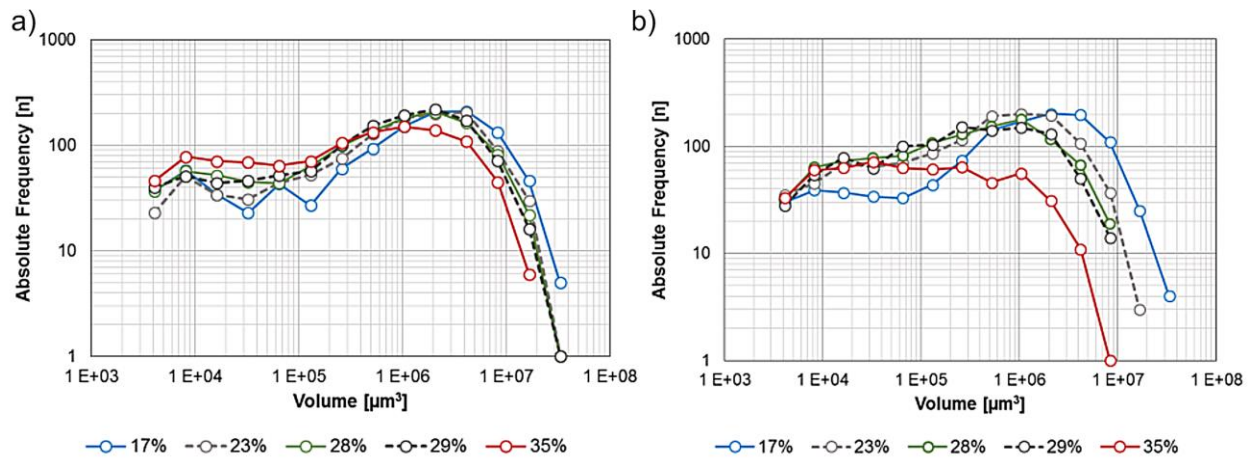 a)
1000
100
10
1
Absolute Frequency [n]
1 E+03 1 E+04 1 E+05 1 E+06 1 E+07 1 E+08
Volume [µm³]
17% 23% 28% 29% 35%
b)
1000
100
10
1
Absolute Frequency [n]
1 E+03 1 E+04 1 E+05 1 E+06 1 E+07 1 E+08
Volume [µm³]
17% 23% 28% 29% 35%